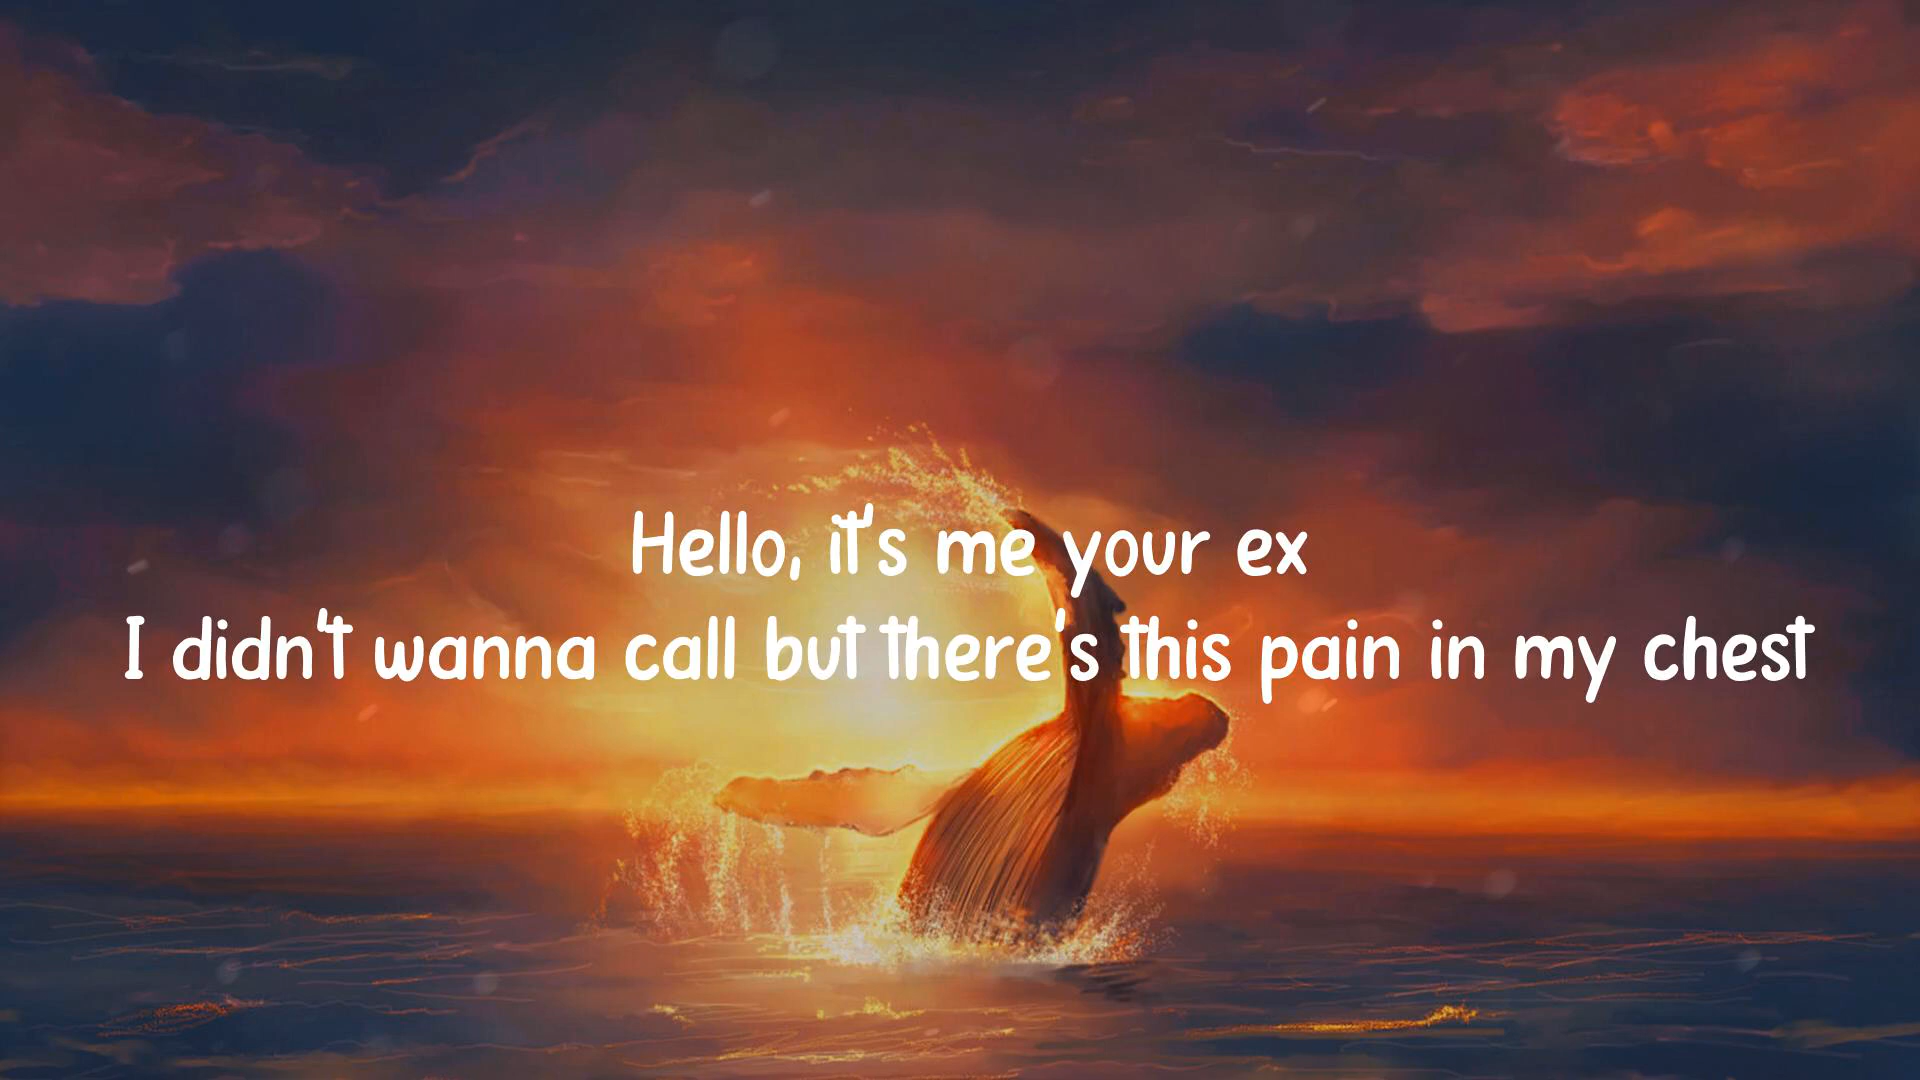 Hello, it's me your ex
I didn't wanna call but there's this pain in my chest